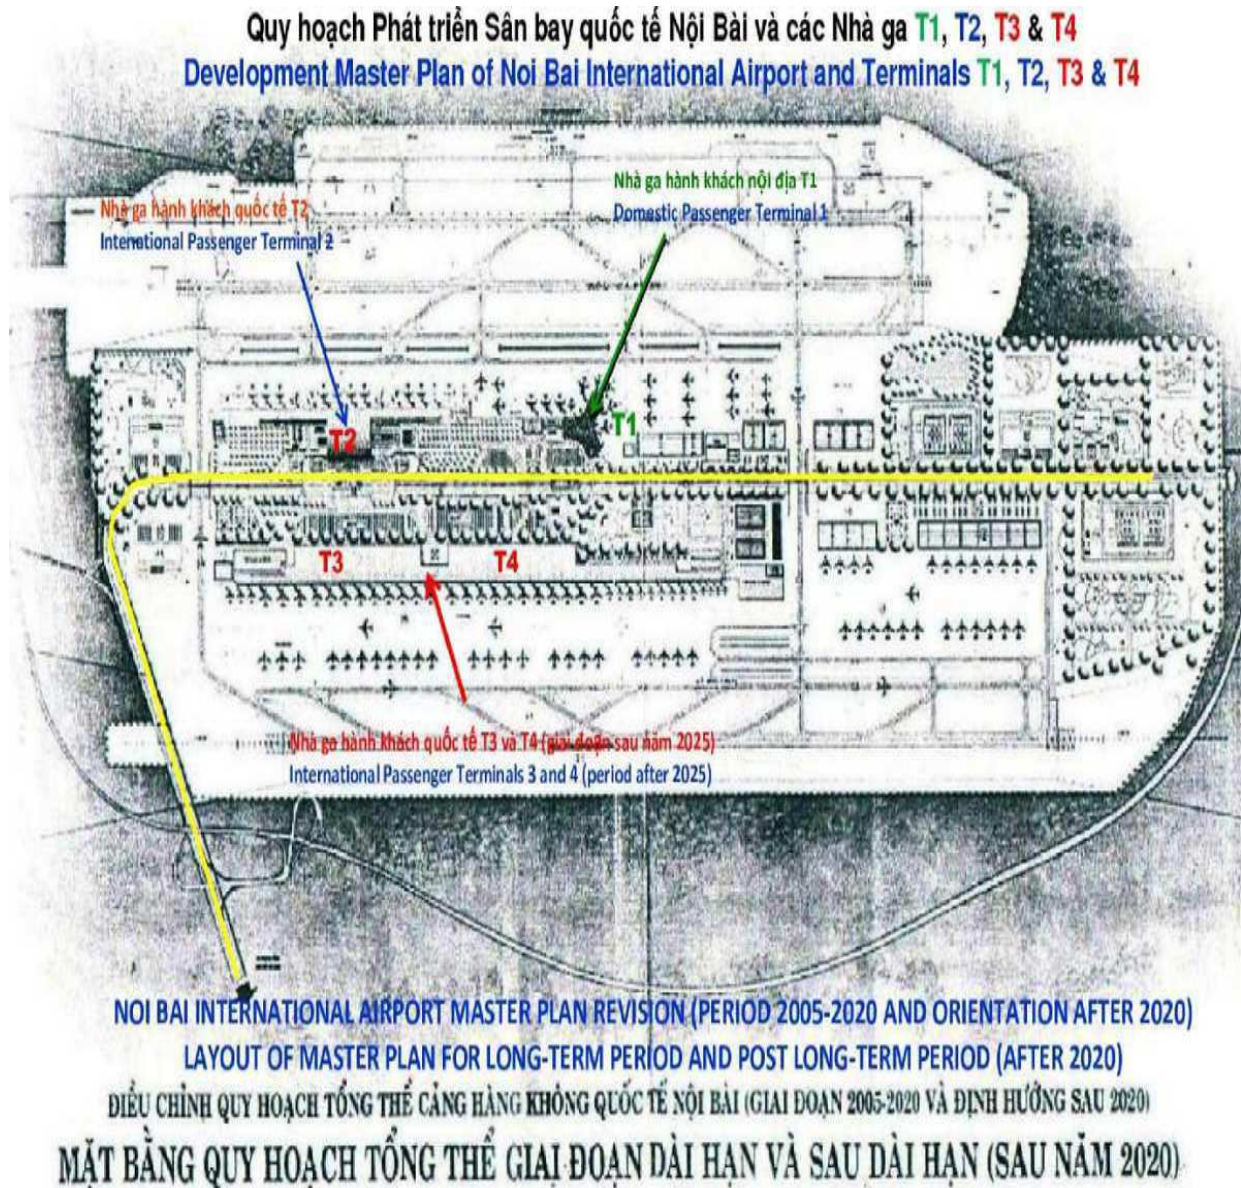 Quy hoạch Phát triển Sân bay quốc tế Nội Bài và các Nhà ga T1, T2, T3 & T4
Development Master Plan of Noi Bai International Airport and Terminals T1, T2, T3 & T4
Nhà ga hành khách nội địa T1
Domestic Passenger Terminal 1
Nhà ga hành khách quốc tế T2
Intenational Passenger Terminal 2
T1
T2
T3
T4
Nhà ga hành khách quốc tế T3 và T4 (giai đoạn sau năm 2025)
International Passenger Terminals 3 and 4 (period after 2025)
NOI BAI INTERNATIONAL AIRPORT MASTER PLAN REVISION (PERIOD 2005-2020 AND ORIENTATION AFTER 2020)
LAYOUT OF MASTER PLAN FOR LONG-TERM PERIOD AND POST LONG-TERM PERIOD (AFTER 2020)
ĐIỀU CHỈNH QUY HOẠCH TỔNG THỂ CẢNG HÀNG KHÔNG QUỐC TẾ NỘI BÀI (GIAI ĐOẠN 2005-2020 VÀ ĐỊNH HƯỚNG SAU 2020)
MẶT BẰNG QUY HOẠCH TỔNG THỂ GIAI ĐOẠN DÀI HẠN VÀ SAU DÀI HẠN (SAU NĂM 2020)